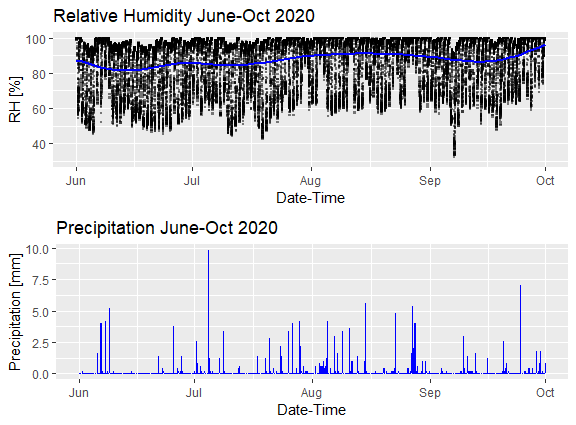 Relative Humidity June-Oct 2020
RH [%]
100
80
60
40
Jun Jul Aug Sep Oct
Date-Time
Precipitation June-Oct 2020
Precipitation [mm]
10.0
7.5
5.0
2.5
0.0
Jun Jul Aug Sep Oct
Date-Time